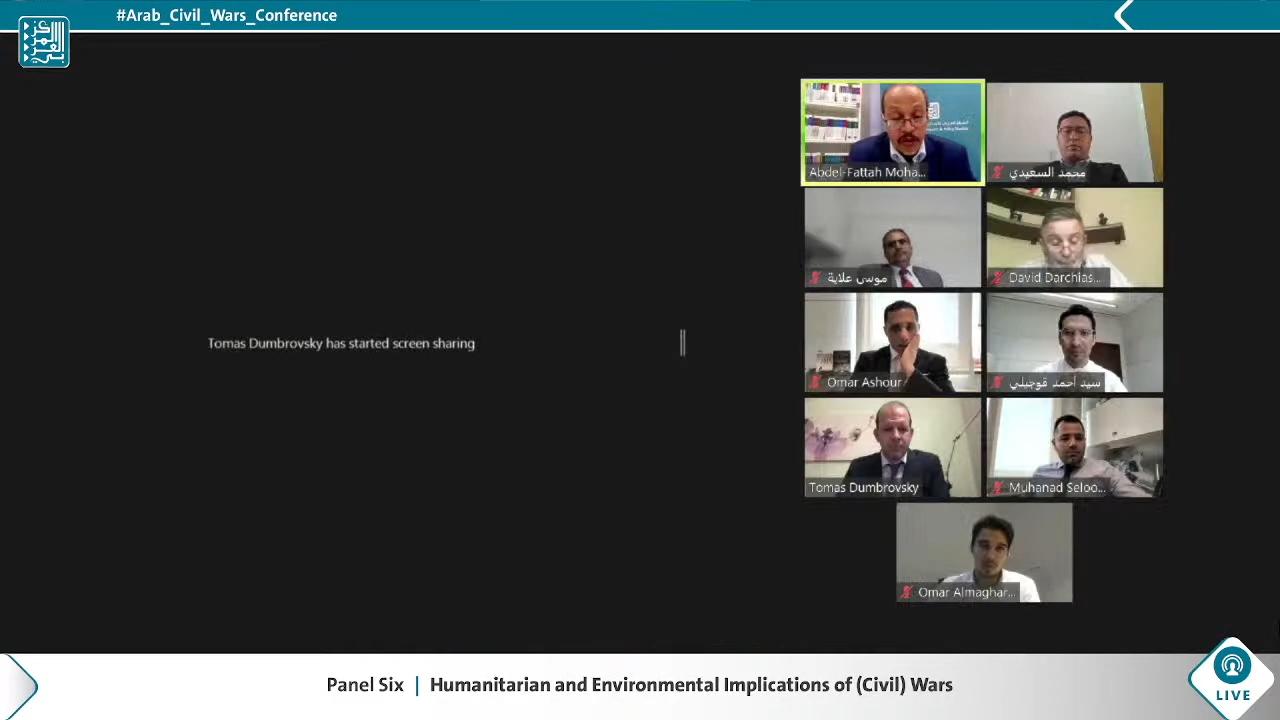 #Arab_Civil_Wars_Conference
Abdel-Fattah Moha...
محمد السعيدي
موسى علاية
David Darchias...
Tomas Dumbrovsky has started screen sharing
Omar Ashour
سيد أحمد قوجيلي
Tomas Dumbrovsky
Muhanad Seloo...
Omar Almaghar...
Panel Six | Humanitarian and Environmental Implications of (Civil) Wars
LIVE